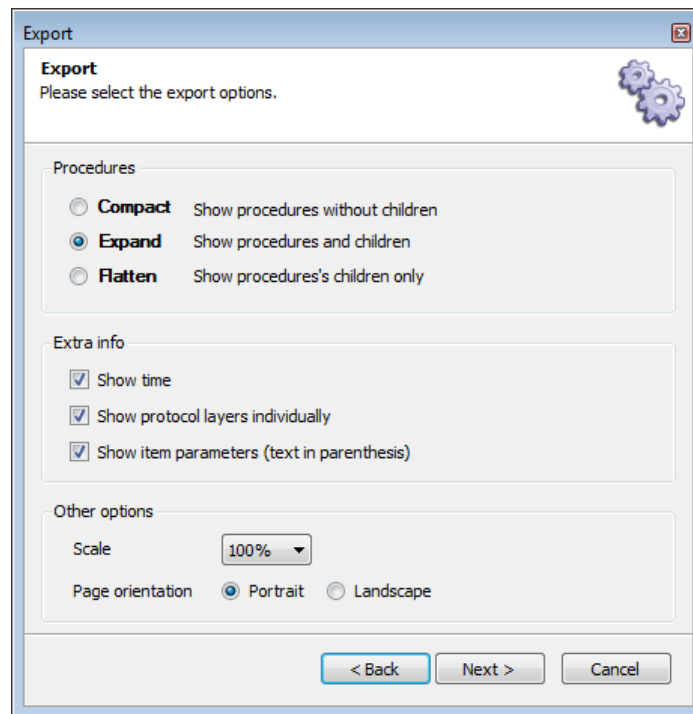 Export
Export
Please select the export options.
Procedures
Compact Show procedures without children
Expand Show procedures and children
Flatten Show procedures's children only
Extra info
Show time
Show protocol layers individually
Show item parameters (text in parenthesis)
Other options
Scale 100%
Page orientation Portrait Landscape
< Back Next > Cancel